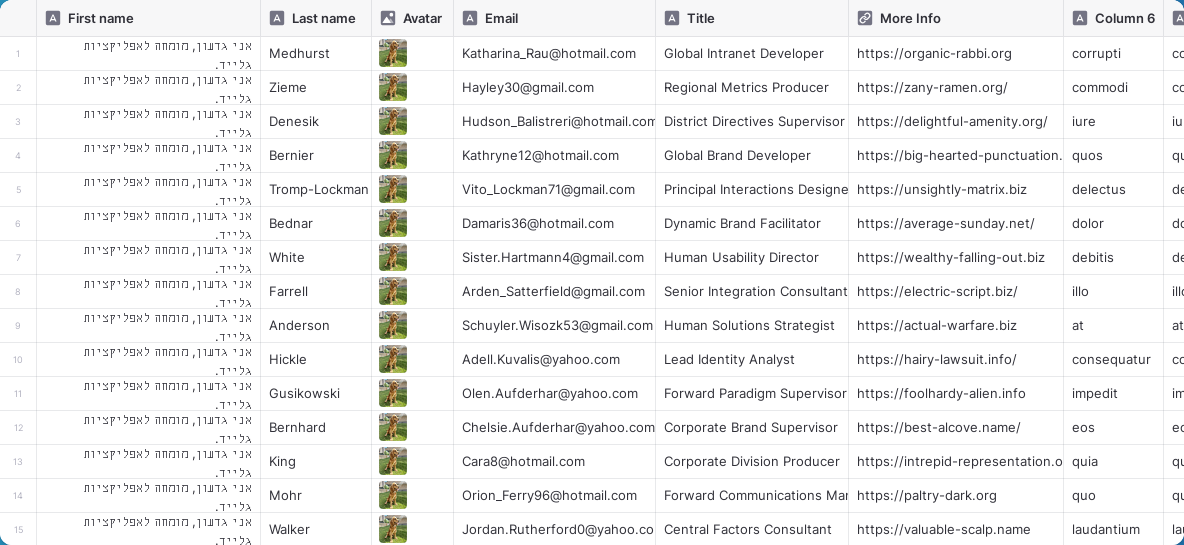 First name Last name Avatar Email Title More Info Column 6
1 אני גדעון, מומחה לאפליקציות Medhurst Katharina_Rau@hotmail.com Global Intranet Developer https://organic-rabbi.org corrupti
גלייד.
2 אני גדעון, מומחה לאפליקציות Zieme Hayley30@gmail.com Regional Metrics Producer https://zany-ramen.org/ commodi
גלייד.
3 אני גדעון, מומחה לאפליקציות Denesik Hudson_Balistreri@hotmail.com District Directives Supervisor https://delightful-amenity.org/ iure
גלייד.
4 אני גדעון, מומחה לאפליקציות Bernier Kathryne12@hotmail.com Global Brand Developer https://big-hearted-punctuation. quos
גלייד.
5 אני גדעון, מומחה לאפליקציות Tromp-Lockman Vito_Lockman71@gmail.com Principal Interactions Designe https://unsightly-matrix.biz delectus
גלייד.
6 אני גדעון, מומחה לאפליקציות Bednar Damaris36@hotmail.com Dynamic Brand Facilitator https://average-sunday.net/ dolor
גלייד.
7 אני גדעון, מומחה לאפליקציות White Sister.Hartmann4@gmail.com Human Usability Director https://wealthy-falling-out.biz debitis
גלייד.
8 אני גדעון, מומחה לאפליקציות Farrell Arden_Satterfield@gmail.com Senior Integration Consultant https://electric-script.biz/ illo
גלייד.
9 אני גדעון, מומחה לאפליקציות Anderson Schuyler.Wisozk53@gmail.com Human Solutions Strategist https://actual-warfare.biz at
גלייד.
10 אני גדעון, מומחה לאפליקציות Hickle Adell.Kuvalis@yahoo.com Lead Identity Analyst https://hairy-lawsuit.info/ consequatur
גלייד.
11 אני גדעון, מומחה לאפליקציות Gusikowski Olen.Aufderhar@yahoo.com Forward Paradigm Supervisor https://foolhardy-alien.info impedit
גלייד.
12 אני גדעון, מומחה לאפליקציות Bernhard Chelsie.Aufderhar@yahoo.com Corporate Brand Supervisor https://best-alcove.name/ eos
גלייד.
13 אני גדעון, מומחה לאפליקציות King Cara8@hotmail.com Corporate Division Producer https://intrepid-representation.o quia
גלייד.
14 אני גדעון, מומחה לאפליקציות Mohr Orion_Ferry96@hotmail.com Forward Communications Mar https://paltry-dark.org quo
גלייד.
15 אני גדעון, מומחה לאפליקציות Walker Jordan.Rutherford0@yahoo.co Central Factors Consultant https://valuable-scalp.name laudantium
גלייד.